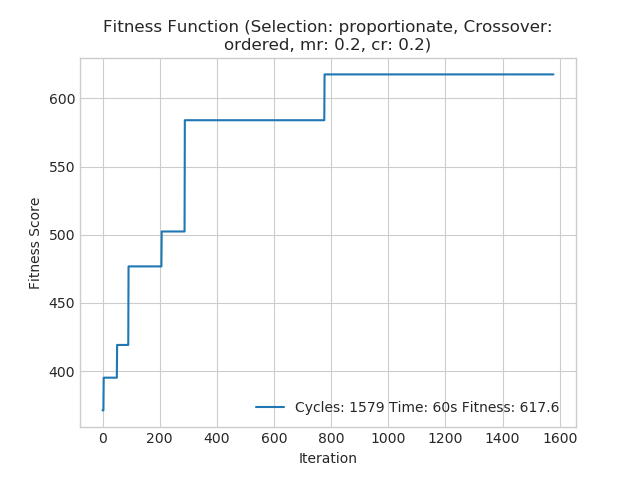 Fitness Function (Selection: proportionate, Crossover:
ordered, mr: 0.2, cr: 0.2)
600
550
500
450
400
Fitness Score
Cycles: 1579 Time: 60s Fitness: 617.6
0 200 400 600 800 1000 1200 1400 1600
Iteration